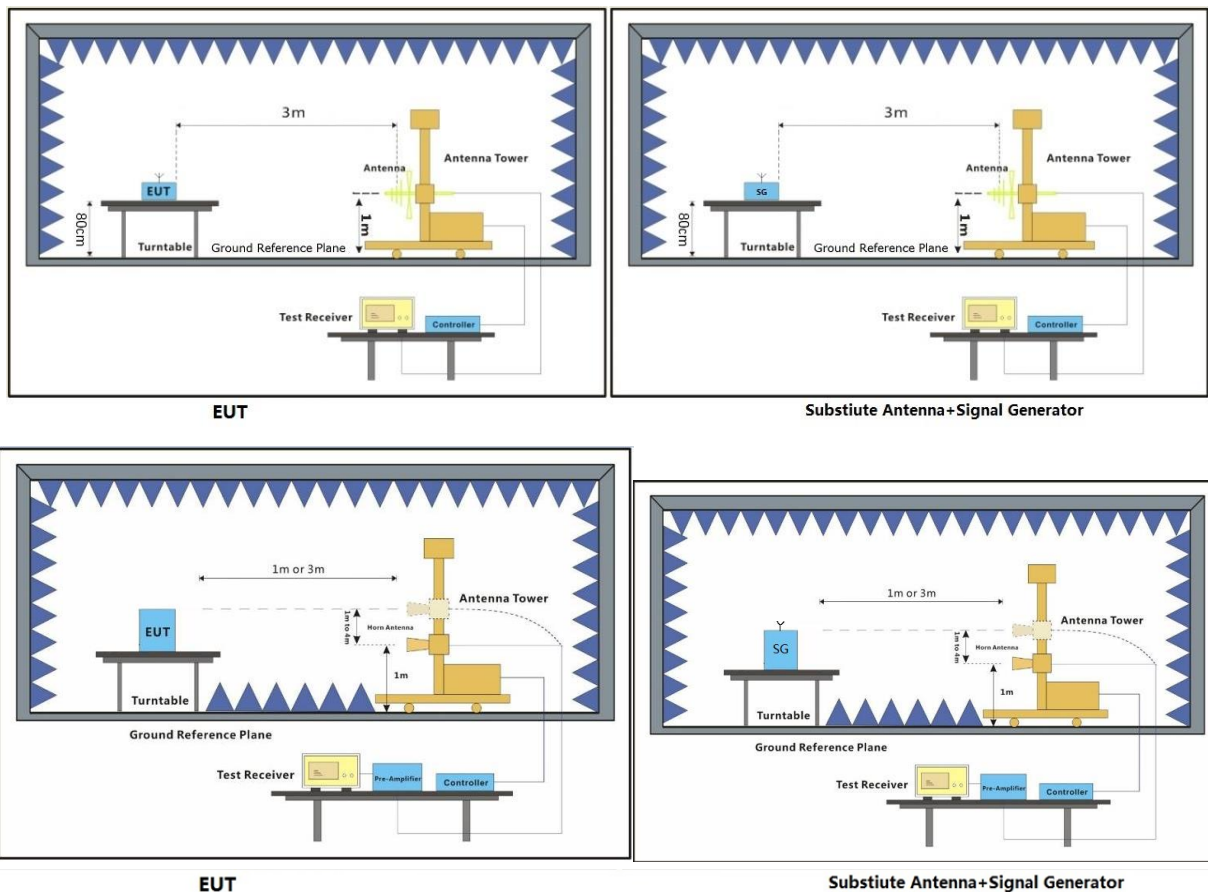 3m
Antenna
Antenna Tower
EUT
80cm
1m
Turntable
Ground Reference Plane
Test Receiver
Controller
EUT
3m
Antenna
Antenna Tower
SG
80cm
1m
Turntable
Ground Reference Plane
Test Receiver
Controller
Substiute Antenna+Signal Generator
1m or 3m
Antenna Tower
1m to 4m
Horn Antenna
EUT
1m
Turntable
Ground Reference Plane
Test Receiver
Pre-Amplifier
Controller
EUT
1m or 3m
Antenna Tower
1m to 4m
Horn Antenna
SG
1m
Turntable
Ground Reference Plane
Test Receiver
Pre-Amplifier
Controller
Substiute Antenna+Signal Generator